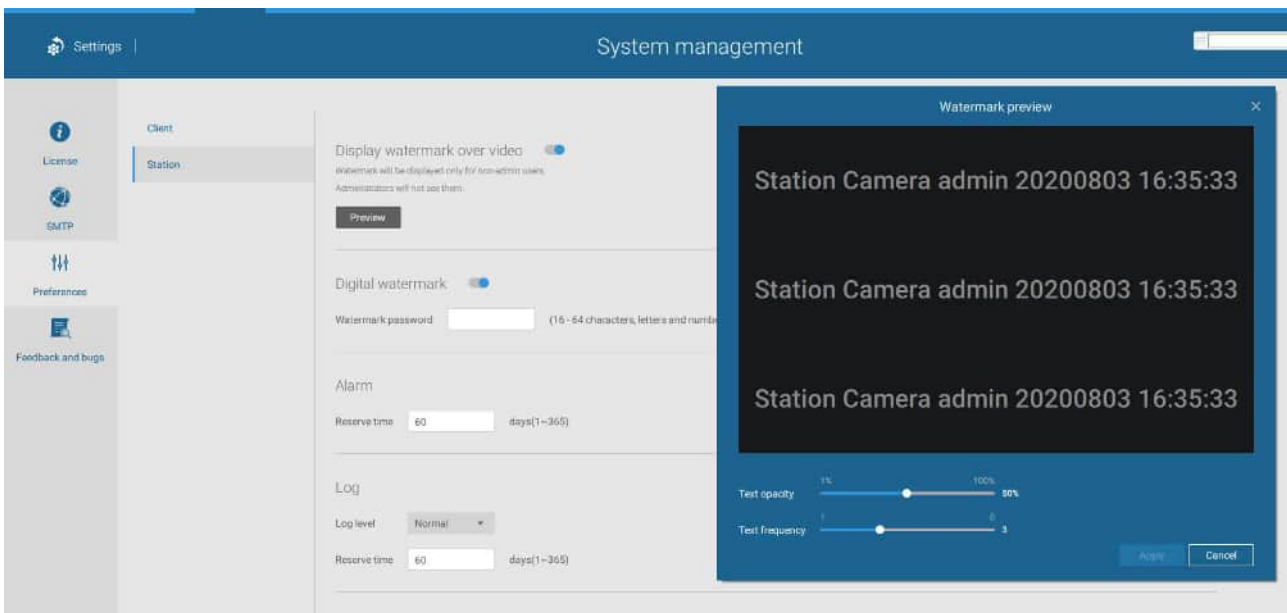 Settings
System management
License
SMTP
Preferences
Feedback and bugs
Client
Station
Display watermark over video
Watermark will be displayed only for non-admin users.
Administrators will not see them.
Preview
Digital watermark
Watermark password (16 - 64 characters, letters and numbe
Alarm
Reserve time 60 days(1~365)
Log
Log level Normal
Reserve time 60 days(1~365)
Watermark preview
Station Camera admin 20200803 16:35:33
Station Camera admin 20200803 16:35:33
Station Camera admin 20200803 16:35:33
1% 100%
Text opacity 50%
1 6
Text frequency 3
Apply Cancel